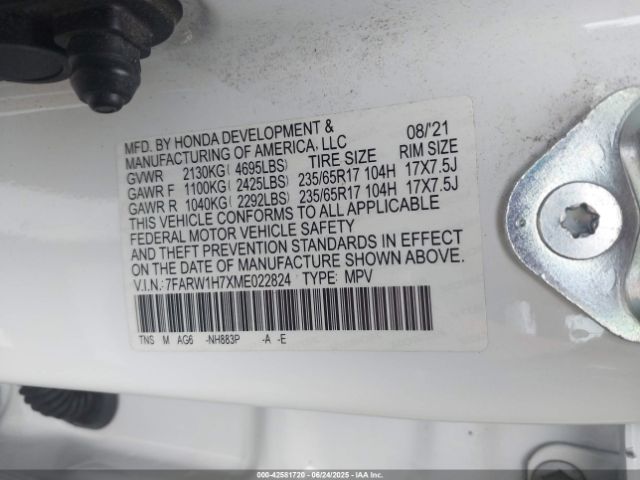 MFD. BY HONDA DEVELOPMENT & 08/'21
MANUFACTURING OF AMERICA, LLC
GVWR 2130KG( 4695LBS) TIRE SIZE RIM SIZE
GAWR F 1100KG( 2425LBS) 235/65R17 104H 17X7.5J
GAWR R 1040KG( 2292LBS) 235/65R17 104H 17X7.5J
THIS VEHICLE CONFORMS TO ALL APPLICABLE
FEDERAL MOTOR VEHICLE SAFETY
AND THEFT PREVENTION STANDARDS IN EFFECT
ON THE DATE OF MANUFACTURE SHOWN ABOVE.
V.I.N.:7FARW1H7XME022824 TYPE: MPV
TNS M AG6 -NH883P -A -E
000-42581720 - 06/24/2025 - IAAI.COM